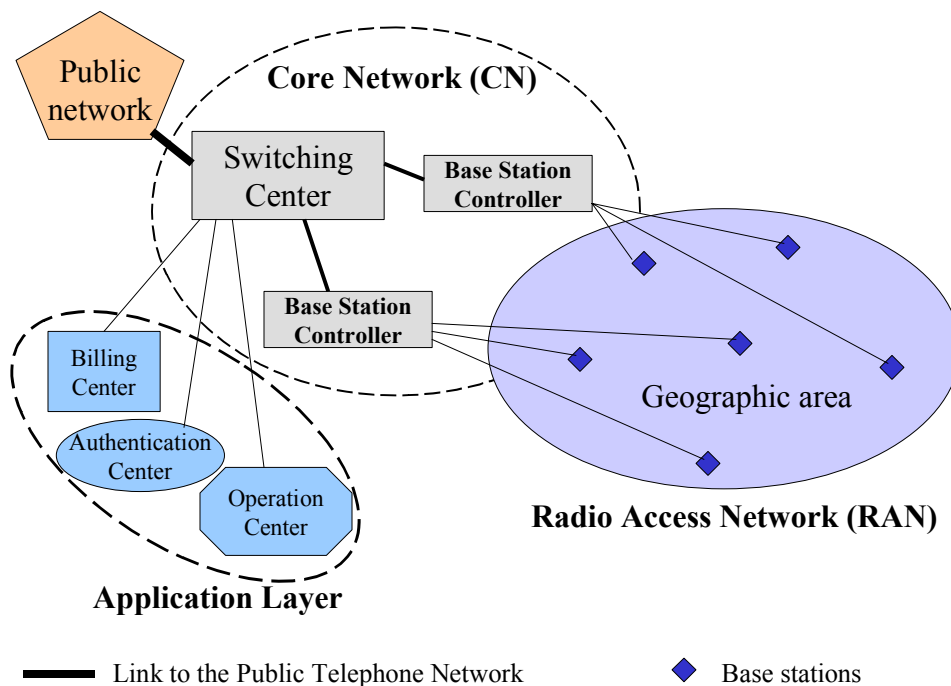 Public
network
Core Network (CN)
Switching
Center
Base Station
Controller
Base Station
Controller
Billing
Center
Authentication
Center
Operation
Center
Geographic area
Radio Access Network (RAN)
Application Layer
Link to the Public Telephone Network
Base stations